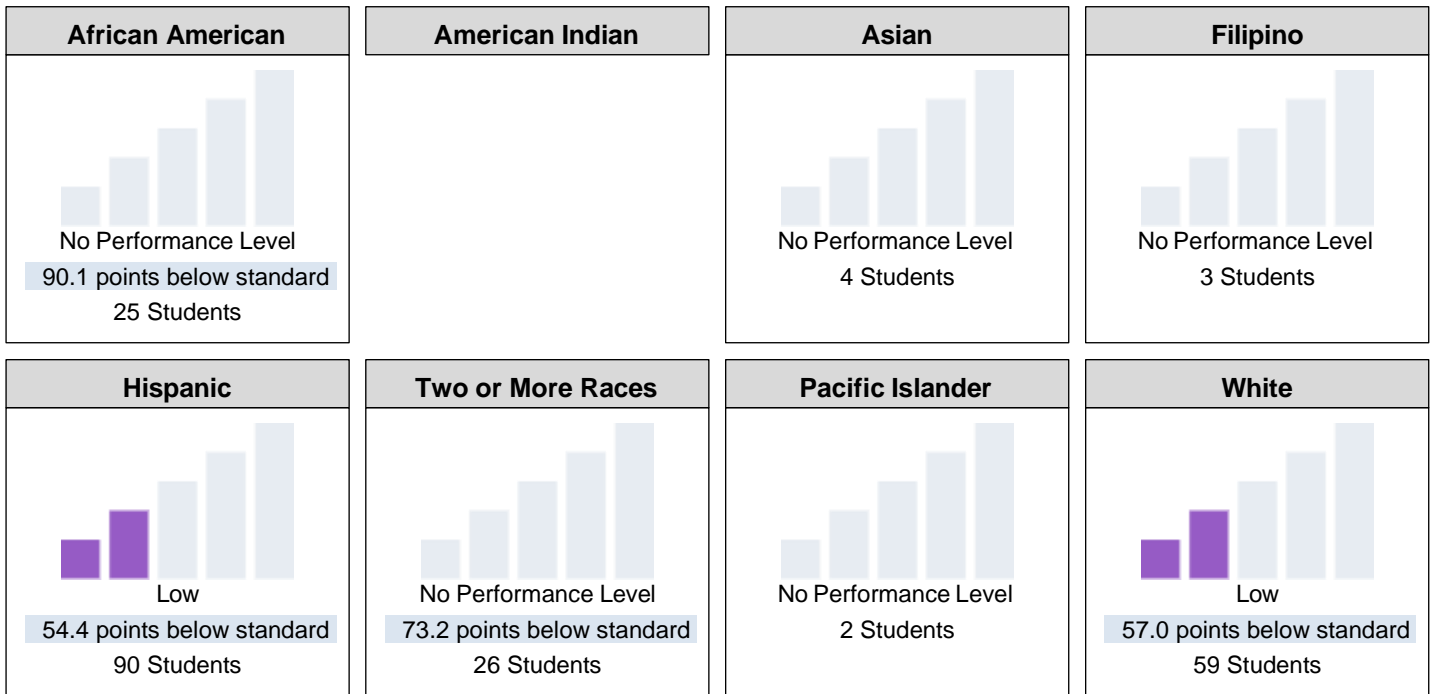 African American
No Performance Level
90.1 points below standard
25 Students
American Indian
Asian
No Performance Level
4 Students
Filipino
No Performance Level
3 Students
Hispanic
Low
54.4 points below standard
90 Students
Two or More Races
No Performance Level
73.2 points below standard
26 Students
Pacific Islander
No Performance Level
2 Students
White
Low
57.0 points below standard
59 Students